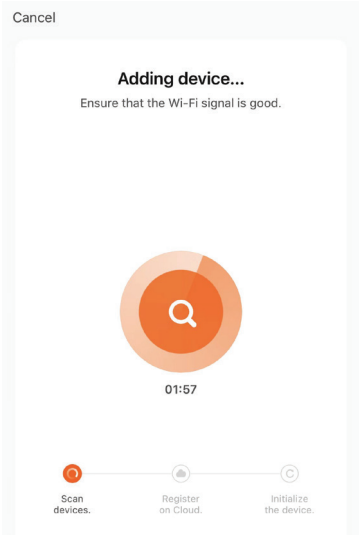 Cancel
Adding device...
Ensure that the Wi-Fi signal is good.
01:57
Scan
devices.
Register
on Cloud.
Initialize
the device.